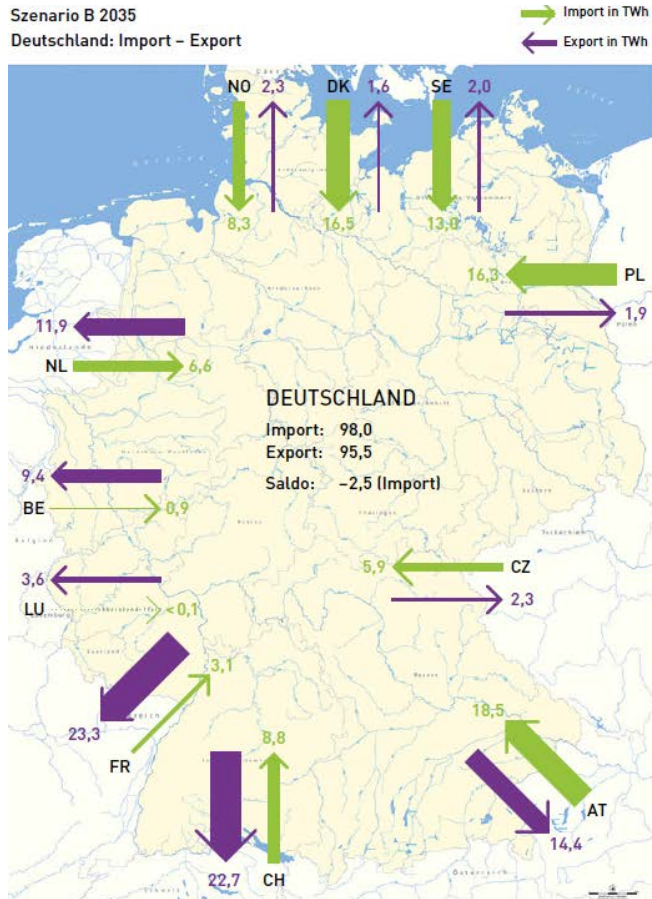 Szenario B 2035
Deutschland: Import – Export
Import in TWh
Export in TWh
NO 2,3 DK 1,6 SE 2,0
8,3 16,5 13,0
16,3 PL
1,9
11,9
NL 6,6
DEUTSCHLAND
Import: 98,0
Export: 95,5
Saldo: −2,5 (Import)
9,4
BE 0,9
5,9 CZ
3,6
2,3
LU <0,1
3,1
18,5
23,3
FR
8,8
AT
14,4
22,7 CH
Österreich